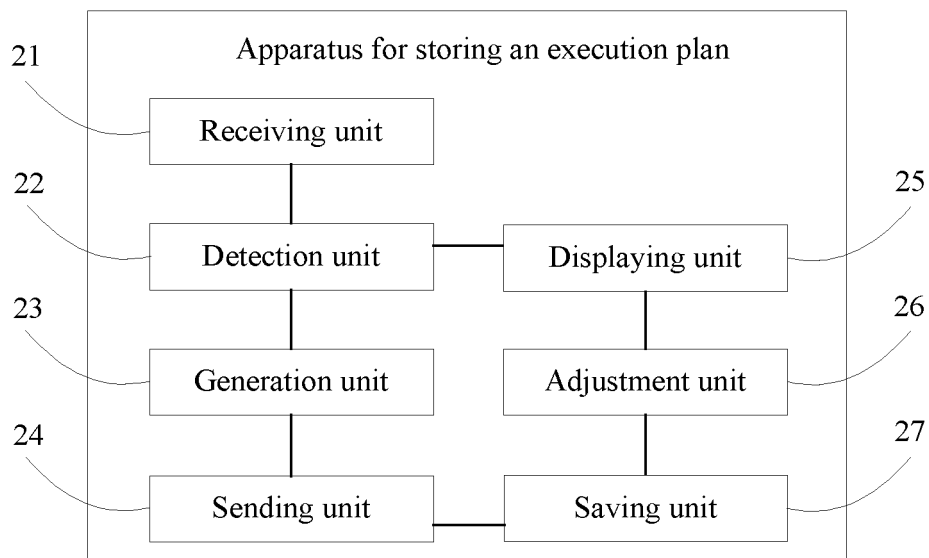 Apparatus for storing an execution plan
21
Receiving unit
22
Detection unit
25
Displaying unit
23
Generation unit
26
Adjustment unit
24
Sending unit
27
Saving unit